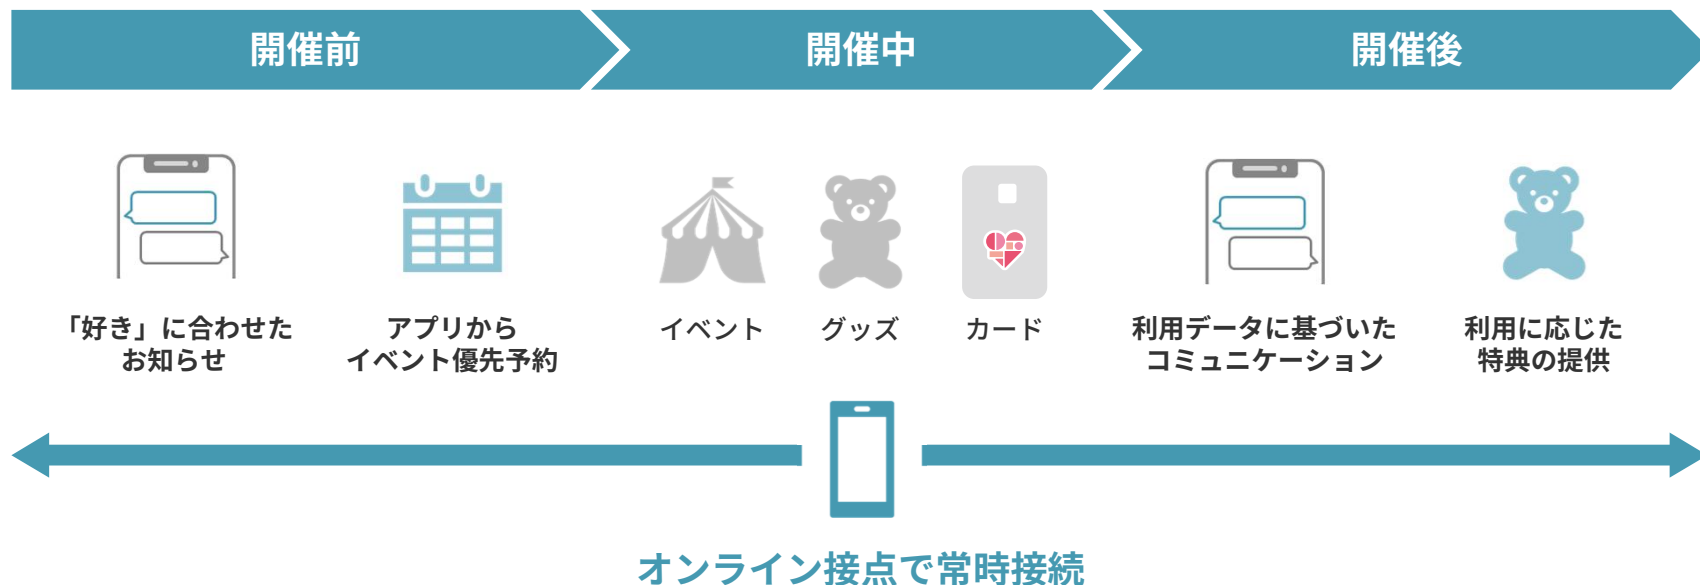 開催前
開催中
開催後
「好き」に合わせた
お知らせ
アプリから
イベント優先予約
イベント
グッズ
カード
利用データに基づいた
コミュニケーション
利用に応じた
特典の提供
オンライン接点で常時接続